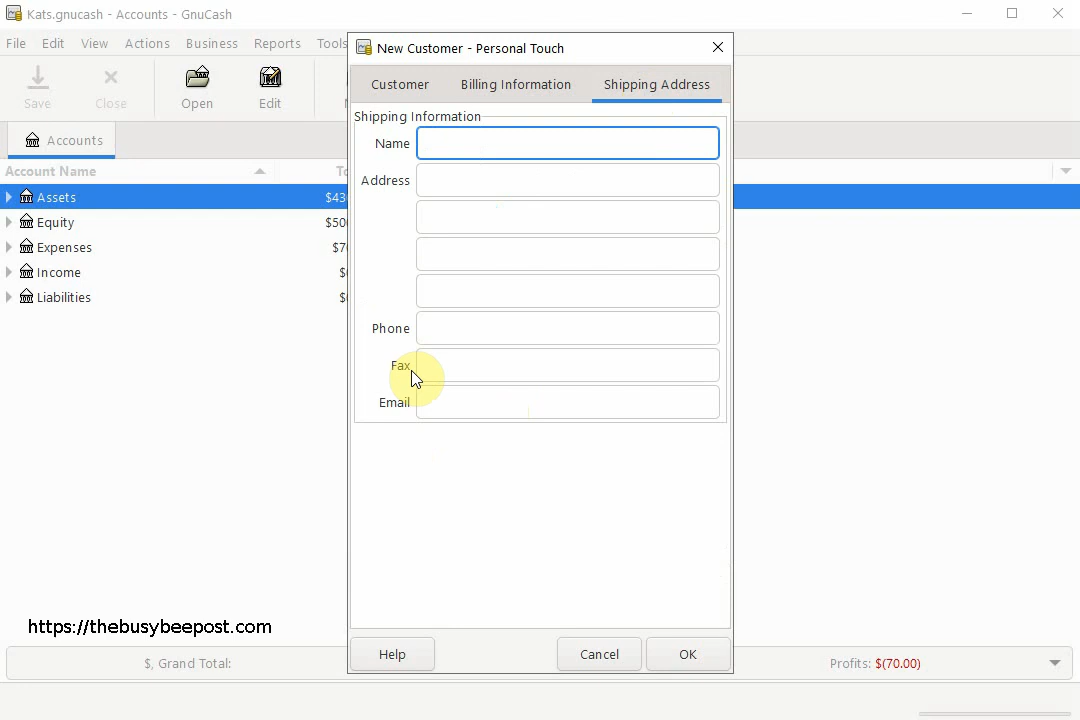 Kats.gnucash - Accounts - GnuCash
File Edit View Actions Business Reports Tools
New Customer - Personal Touch
Save Close Open Edit
Customer Billing Information Shipping Address
Accounts
Shipping Information
Account Name
Name
Address
Assets
Equity
Expenses
Income
Liabilities
Phone
Fax
Email
https://thebusybeepost.com
Help Cancel OK
$, Grand Total:
Profits: $(70.00)